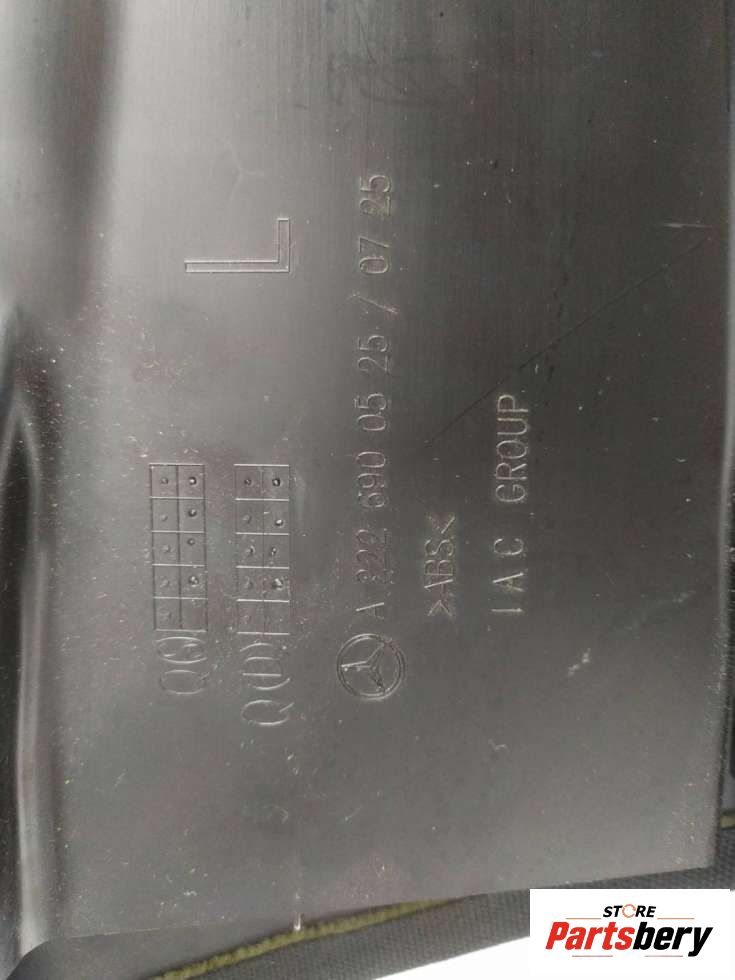 L
Q
Q(D)
A 222 690 05 25 / 07 25
>ABS<
IAC GROUP
STORE
Partsbery